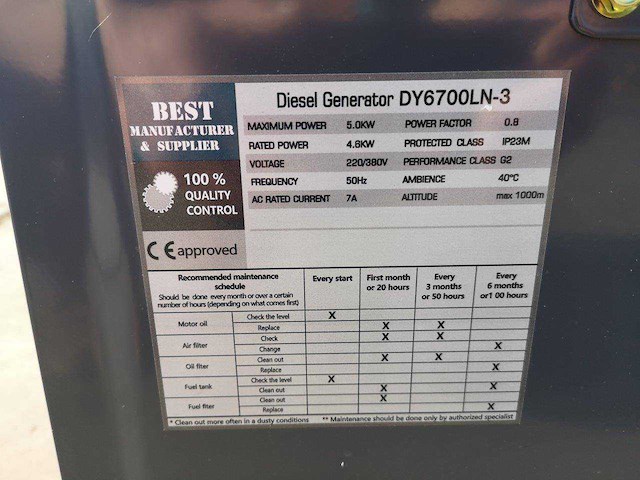 BEST
MANUFACTURER
& SUPPLIER
100 %
QUALITY
CONTROL
CE approved
Diesel Generator DY6700LN-3
MAXIMUM POWER 5.0KW POWER FACTOR 0.8
RATED POWER 4.6KW PROTECTED CLASS IP23M
VOLTAGE 220/380V PERFORMANCE CLASS G2
FREQUENCY 50Hz AMBIENCE 40°C
AC RATED CURRENT 7A ALTITUDE max 1000m
Recommended maintenance
schedule
Should be done every month or over a certain
number of hours (depending on what comes first)
Every start
First month
or 20 hours
Every
3 months
or 50 hours
Every
6 months
or1 00 hours
Motor oil Check the level X
Replace X X
Air filter Check X X
Change X
Oil filter Clean out X X
Replace X
Fuel tank Check the level X
Clean out X X
Fuel filter Clean out X
Replace X
* Clean out more often in a dusty conditions ** Maintenance should be done only by authorized specialist